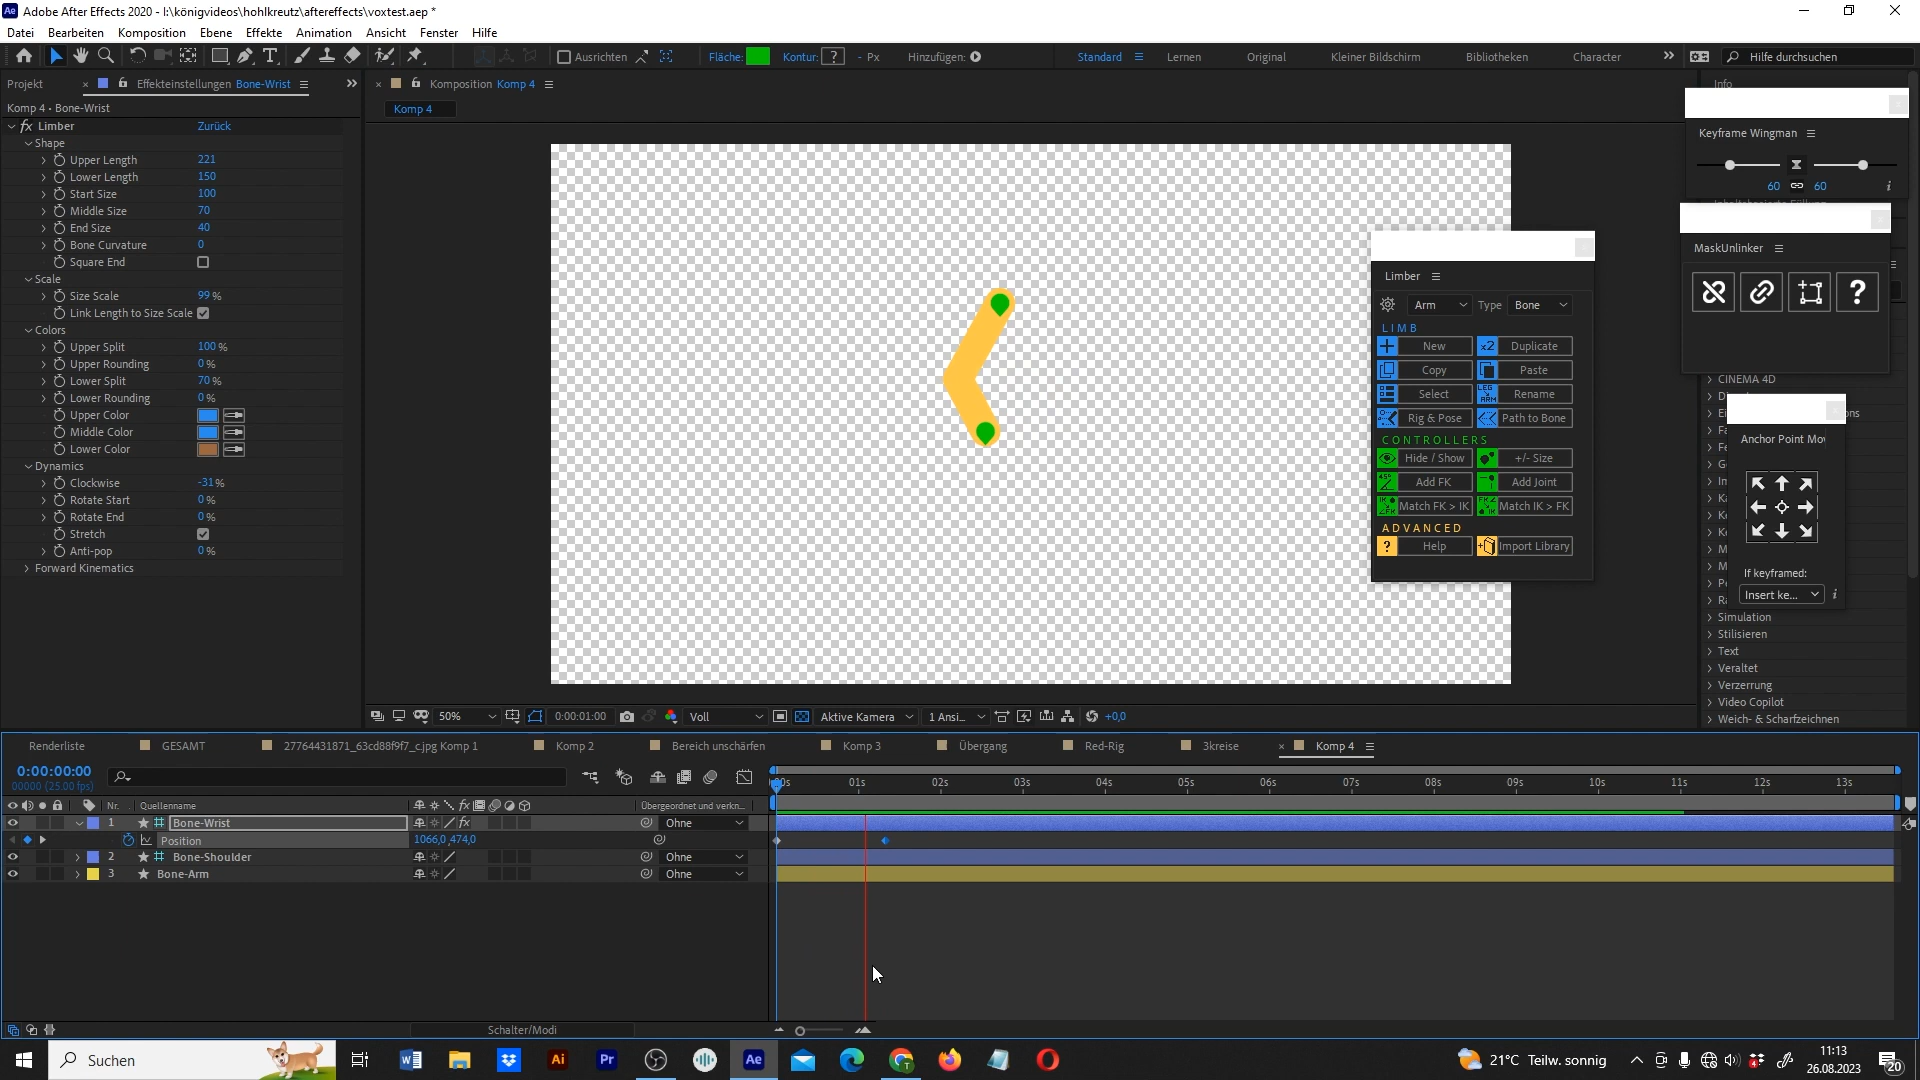 Adobe After Effects 2020 - I:\königvideos\hohlkreutz\aftereffects\voxtest.aep *
Datei Bearbeiten Komposition Ebene Effekte Animation Ansicht Fenster Hilfe
Ausrichten Fläche: Kontur: ? - Px Hinzufügen: Standard Lernen Original Kleiner Bildschirm Bibliotheken Character Hilfe durchsuchen
Projekt Effekteinstellungen Bone-Wrist
Komp 4 • Bone-Wrist
fx Limber Zurück
Shape
Upper Length 221
Lower Length 150
Start Size 100
Middle Size 70
End Size 40
Bone Curvature 0
Square End
Scale
Size Scale 99 %
Link Length to Size Scale
Colors
Upper Split 100 %
Upper Rounding 0 %
Lower Split 70 %
Lower Rounding 0 %
Upper Color
Middle Color
Lower Color
Dynamics
Clockwise -31 %
Rotate Start 0 %
Rotate End 0 %
Stretch
Anti-pop 0 %
Forward Kinematics
Komposition Komp 4
Komp 4
50% 0:00:01:00 Voll Aktive Kamera 1 Ansi... +0,0
Limber
Arm Type Bone
LIMB
New x2 Duplicate
Copy Paste
Select LEG ARM Rename
Rig & Pose Path to Bone
CONTROLLERS
Hide / Show +/- Size
45° Add FK Add Joint
Match FK > IK Match IK > FK
ADVANCED
? Help Import Library
Info
Keyframe Wingman
60 60 i
MaskUnlinker
?
CINEMA 4D
Anchor Point Mov
If keyframed:
Insert ke... i
Simulation
Stilisieren
Text
Veraltet
Verzerrung
Video Copilot
Weich- & Scharfzeichnen
Renderliste GESAMT 27764431871_63cd88f9f7_c.jpg Komp 1 Komp 2 Bereich unschärfen Komp 3 Übergang Red-Rig 3kreise Komp 4
0:00:00:00
00000 (25.00 fps)
00s 01s 02s 03s 04s 05s 06s 07s 08s 09s 10s 11s 12s 13s
Nr. Quellenname fx Übergeordnet und verkn...
1 Bone-Wrist fx Ohne
Position 1066,0,474,0
2 Bone-Shoulder Ohne
3 Bone-Arm Ohne
Schalter/Modi
Suchen Ai Pr Ae 21°C Teilw. sonnig 11:13
26.08.2023 20